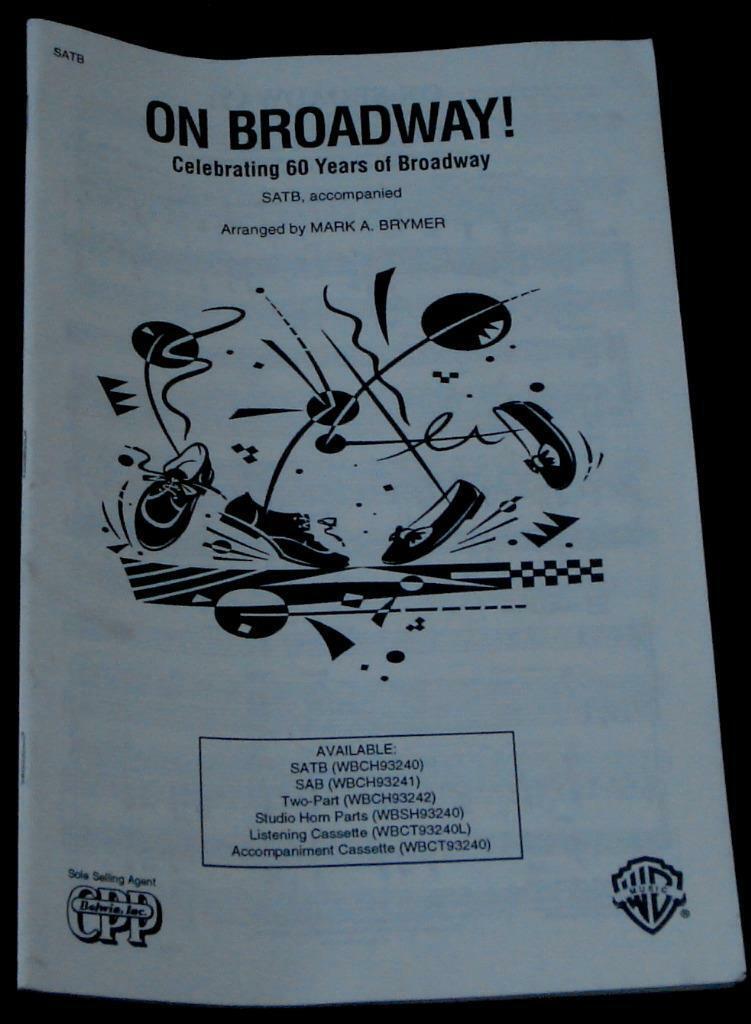 SATB
ON BROADWAY!
Celebrating 60 Years of Broadway
SATB, accompanied
Arranged by MARK A. BRYMER
AVAILABLE:
SATB (WBCH93240)
SAB (WBCH93241)
Two-Part (WBCH93242)
Studio Horn Parts (WBSH93240)
Listening Cassette (WBCT93240L)
Accompaniment Cassette (WBCT93240)
Sole Selling Agent
CPP
Belwin, Inc.
WB
MUSIC
®